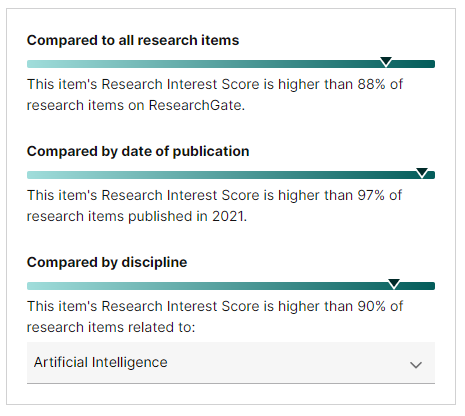 Compared to all research items
This item's Research Interest Score is higher than 88% of
research items on ResearchGate.
Compared by date of publication
This item's Research Interest Score is higher than 97% of
research items published in 2021.
Compared by discipline
This item's Research Interest Score is higher than 90% of
research items related to:
Artificial Intelligence